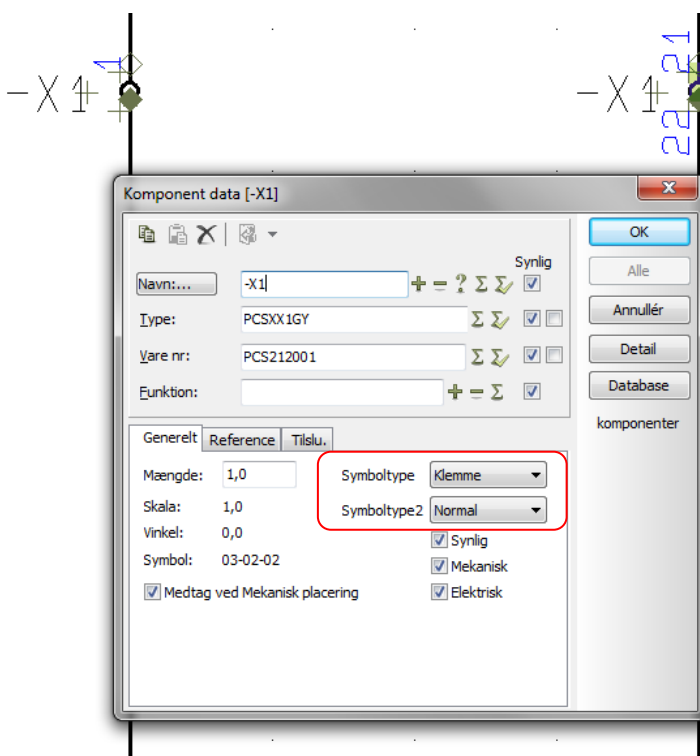 1
-X1
21
-X1
22
Komponent data [-X1]
x
OK
Synlig
Navn:... -X1
Alle
Type: PCSXX1GY
Annullér
Vare nr: PCS212001
Detail
Funktion:
Database
komponenter
Generelt Reference Tilslu.
Mængde: 1,0 Symboltype Klemme
Skala: 1,0 Symboltype2 Normal
Vinkel: 0,0 Synlig
Symbol: 03-02-02 Mekanisk
Medtag ved Mekanisk placering Elektrisk